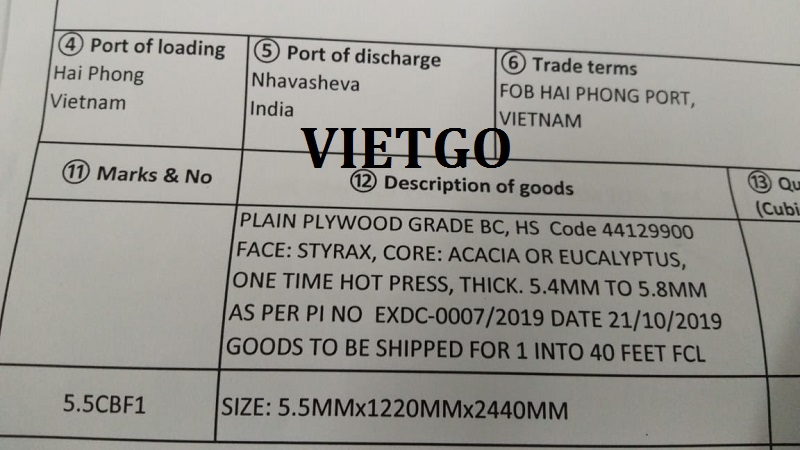 ④ Port of loading
Hai Phong
Vietnam
⑤ Port of discharge
Nhavasheva
India
⑥ Trade terms
FOB HAI PHONG PORT,
VIETNAM
VIETGO
⑪ Marks & No
⑫ Description of goods
⑬ Qu
(Cubi
PLAIN PLYWOOD GRADE BC, HS Code 44129900
FACE: STYRAX, CORE: ACACIA OR EUCALYPTUS,
ONE TIME HOT PRESS, THICK. 5.4MM TO 5.8MM
AS PER PI NO EXDC-0007/2019 DATE 21/10/2019
GOODS TO BE SHIPPED FOR 1 INTO 40 FEET FCL
5.5CBF1
SIZE: 5.5MMx1220MMx2440MM